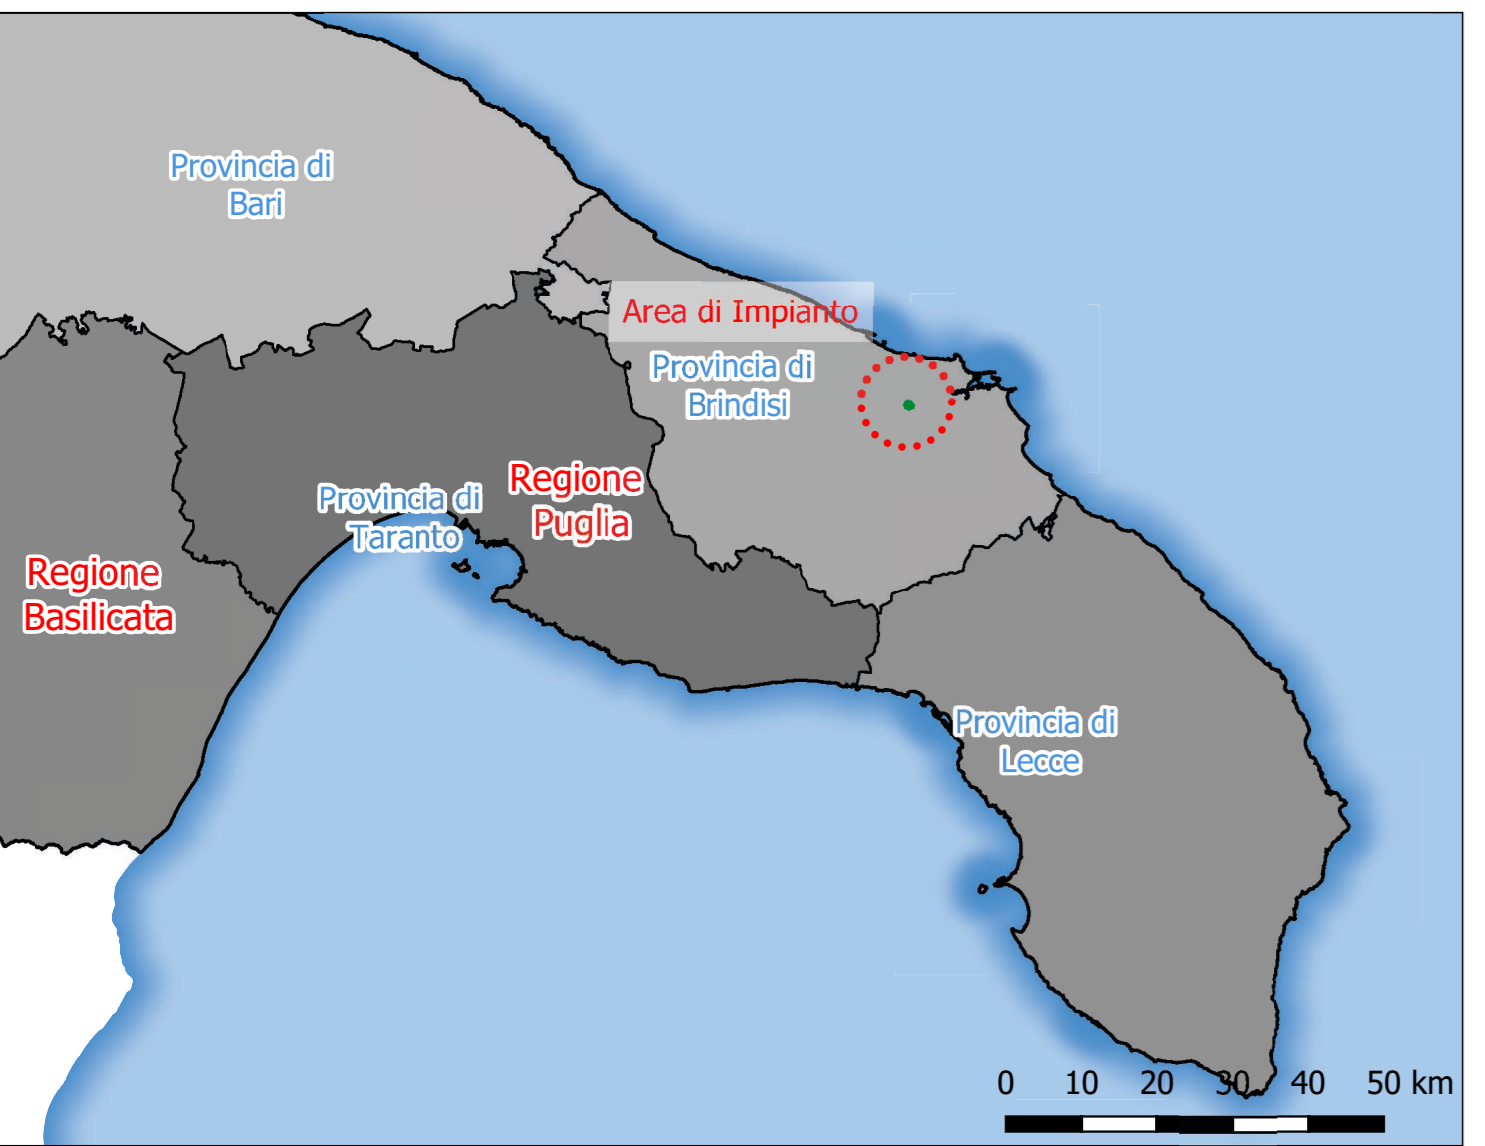 Provincia di
Bari
Area di Impianto
Provincia di
Brindisi
Regione
Puglia
Provincia di
Taranto
Regione
Basilicata
Provincia di
Lecce
0 10 20 30 40 50 km